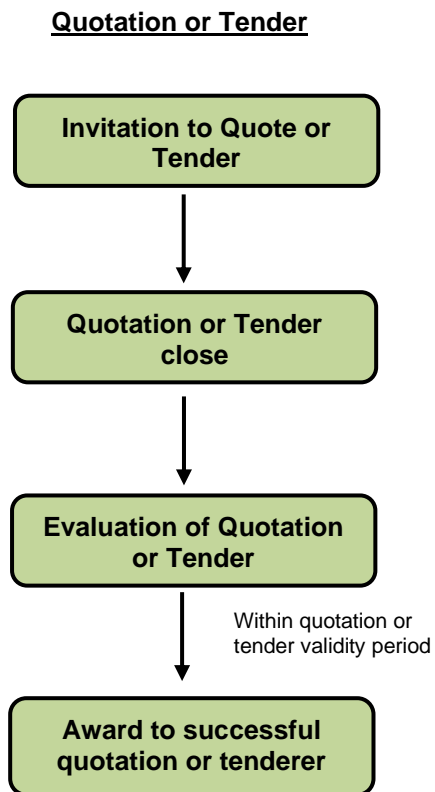 Quotation or Tender
Invitation to Quote or
Tender
Quotation or Tender
close
Evaluation of Quotation
or Tender
Within quotation or
tender validity period
Award to successful
quotation or tenderer